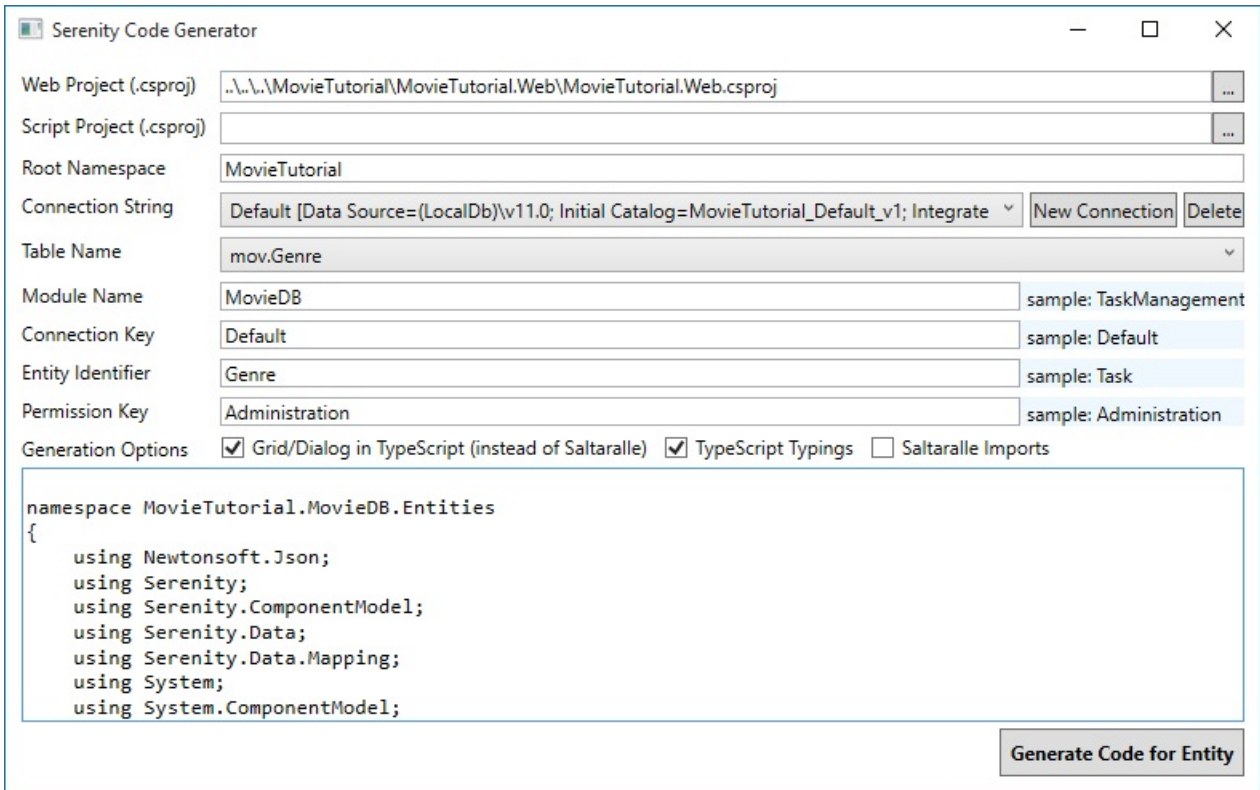 Serenity Code Generator
Web Project (.csproj) ..\..\..\MovieTutorial\MovieTutorial.Web\MovieTutorial.Web.csproj ...
Script Project (.csproj) ...
Root Namespace MovieTutorial
Connection String Default [Data Source=(LocalDb)\v11.0; Initial Catalog=MovieTutorial_Default_v1; Integrate New Connection Delete
Table Name mov.Genre
Module Name MovieDB sample: TaskManagement
Connection Key Default sample: Default
Entity Identifier Genre sample: Task
Permission Key Administration sample: Administration
Generation Options Grid/Dialog in TypeScript (instead of Saltaralle) TypeScript Typings Saltaralle Imports
namespace MovieTutorial.MovieDB.Entities
{
using Newtonsoft.Json;
using Serenity;
using Serenity.ComponentModel;
using Serenity.Data;
using Serenity.Data.Mapping;
using System;
using System.ComponentModel;
Generate Code for Entity